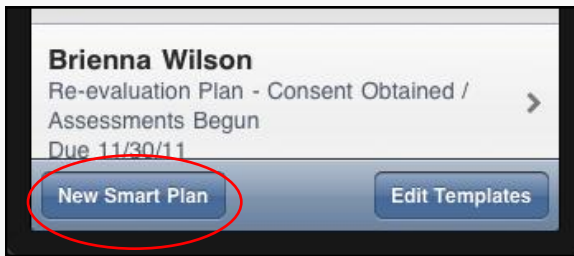 Brienna Wilson
Re-evaluation Plan - Consent Obtained /
Assessments Begun
Due 11/30/11
New Smart Plan
Edit Templates